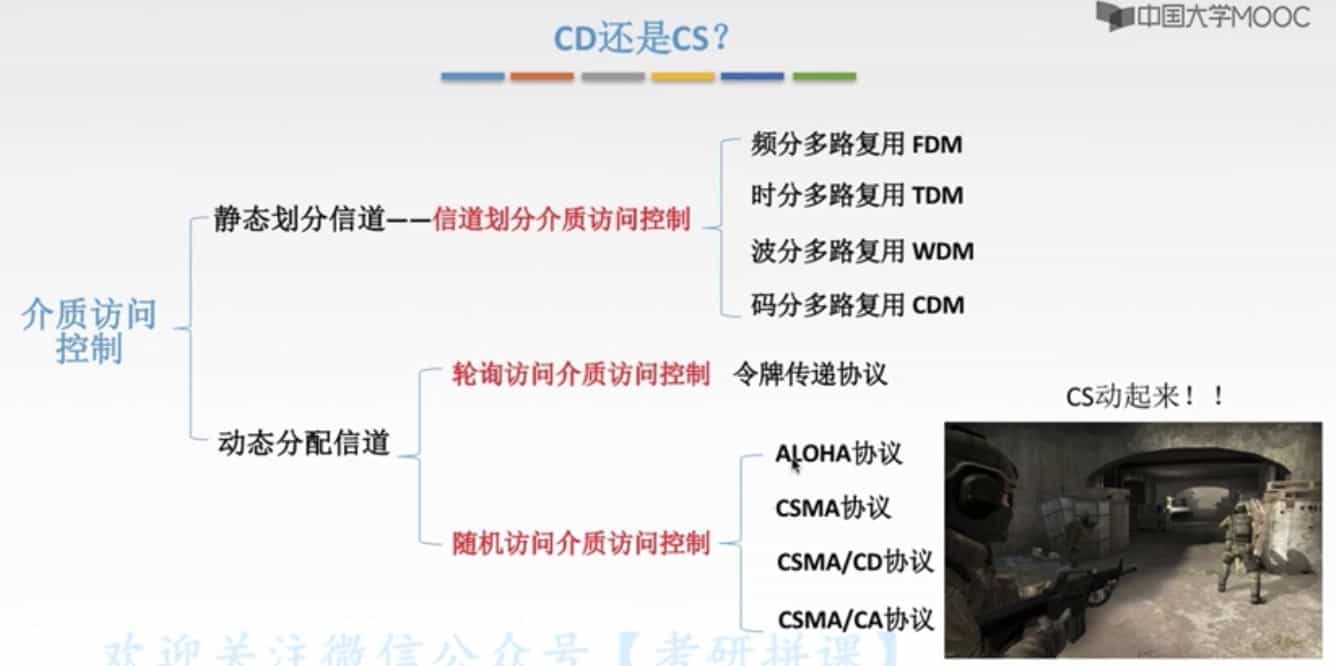 中国大学MOOC
CD还是CS？
频分多路复用 FDM
时分多路复用 TDM
静态划分信道——信道划分介质访问控制
波分多路复用 WDM
码分多路复用 CDM
介质访问
控制
轮询访问介质访问控制 令牌传递协议
CS动起来！！
动态分配信道
ALOHA协议
CSMA协议
随机访问介质访问控制
CSMA/CD协议
CSMA/CA协议
欢迎关注微信公众号【考研拼课】